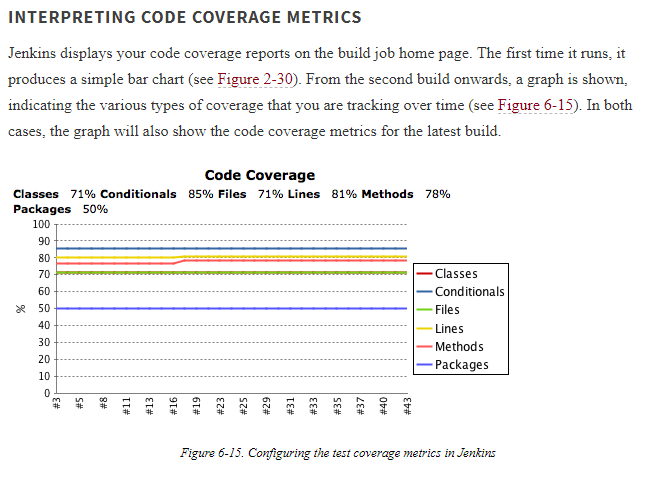 INTERPRETING CODE COVERAGE METRICS
Jenkins displays your code coverage reports on the build job home page. The first time it runs, it
produces a simple bar chart (see Figure 2-30). From the second build onwards, a graph is shown,
indicating the various types of coverage that you are tracking over time (see Figure 6-15). In both
cases, the graph will also show the code coverage metrics for the latest build.
Code Coverage
Classes 71% Conditionals 85% Files 71% Lines 81% Methods 78%
Packages 50%
100
90
80
70
60
50
40
30
20
10
0
%
#3
#5
#8
#11
#13
#16
#19
#23
#25
#29
#31
#33
#35
#37
#40
#43
Classes
Conditionals
Files
Lines
Methods
Packages
Figure 6-15. Configuring the test coverage metrics in Jenkins